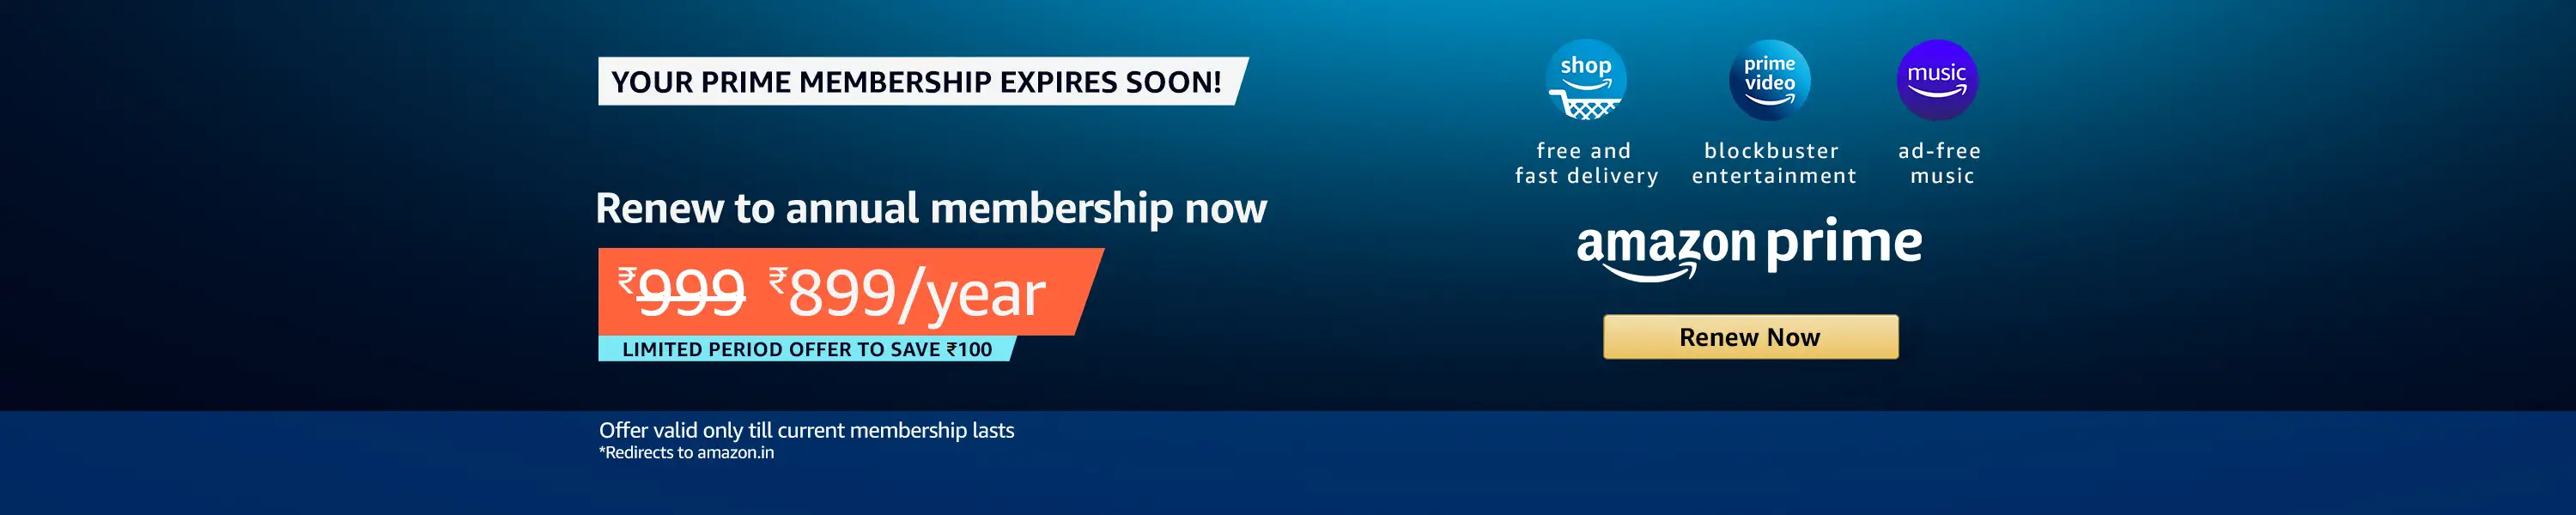 YOUR PRIME MEMBERSHIP EXPIRES SOON!
Renew to annual membership now
₹999 ₹899/year
LIMITED PERIOD OFFER TO SAVE ₹100
Offer valid only till current membership lasts
*Redirects to amazon.in
shop
free and
fast delivery
prime
video
blockbuster
entertainment
music
ad-free
music
amazon prime
Renew Now